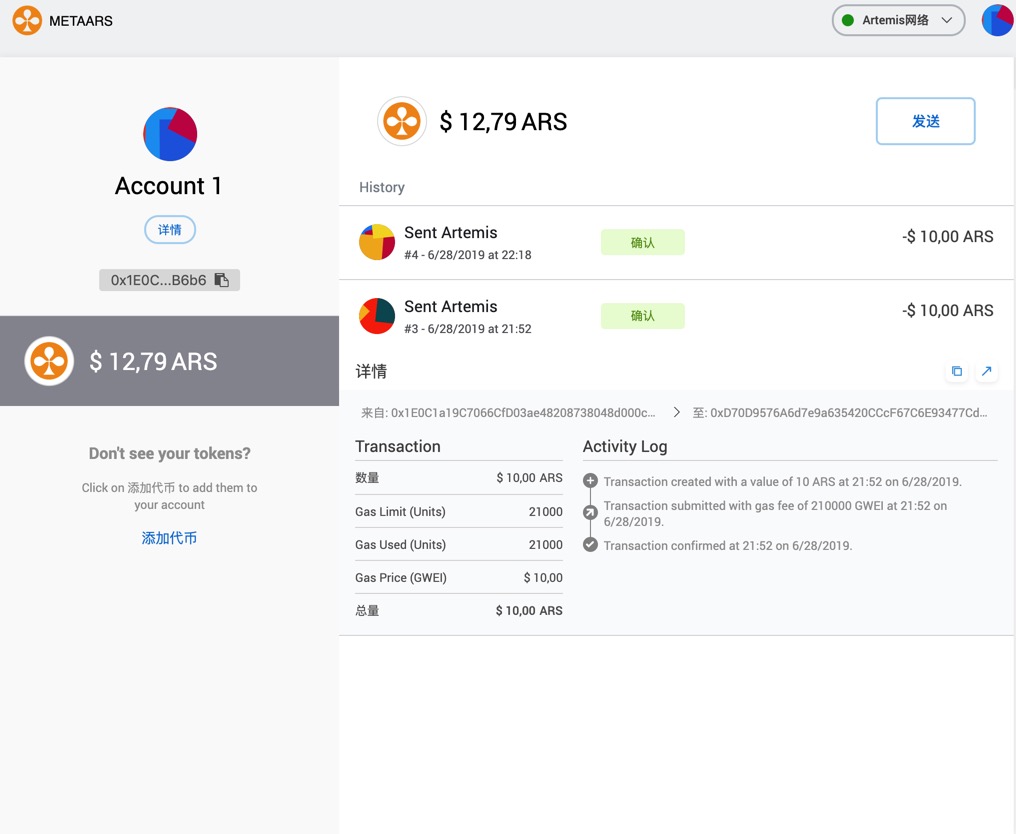 METAARS
Artemis网络
Account 1
详情
0x1E0C...B6b6
$ 12,79 ARS
Don't see your tokens?
Click on 添加代币 to add them to
your account
添加代币
$ 12,79 ARS
发送
History
Sent Artemis
#4 - 6/28/2019 at 22:18
确认
-$ 10,00 ARS
Sent Artemis
#3 - 6/28/2019 at 21:52
确认
-$ 10,00 ARS
详情
来自: 0x1E0C1a19C7066CfD03ae48208738048d000c...
至: 0xD70D9576A6d7e9a635420CCcF67C6E93477Cd...
Transaction
数量 $ 10,00 ARS
Gas Limit (Units) 21000
Gas Used (Units) 21000
Gas Price (GWEI) $ 10,00
总量 $ 10,00 ARS
Activity Log
Transaction created with a value of 10 ARS at 21:52 on 6/28/2019.
Transaction submitted with gas fee of 210000 GWEI at 21:52 on
6/28/2019.
Transaction confirmed at 21:52 on 6/28/2019.